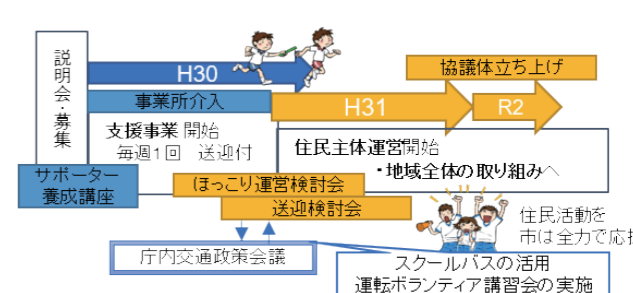 説明会・募集
H30
事業所介入
支援事業 開始
毎週1回 送迎付
サポーター
養成講座
協議体立ち上げ
H31
R2
住民主体運営開始
・地域全体の取り組みへ
ほっこり運営検討会
送迎検討会
庁内交通政策会議
住民活動を
市は全力で応援
スクールバスの活用
運転ボランティア講習会の実施